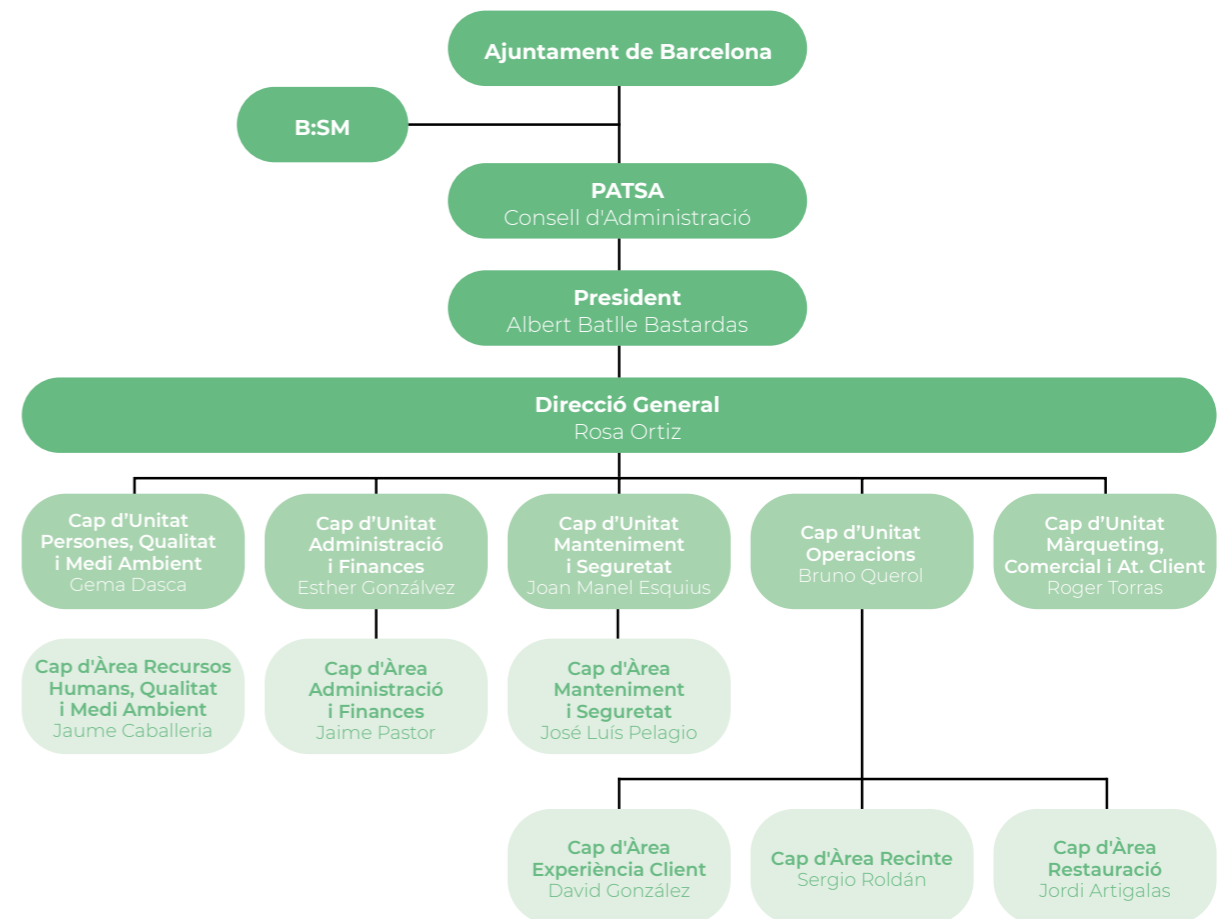 Ajuntament de Barcelona
B:SM
PATSA
Consell d'Administració
President
Albert Batlle Bastardas
Direcció General
Rosa Ortiz
Cap d’Unitat
Persones, Qualitat
i Medi Ambient
Gema Dasca
Cap d’Unitat
Administració
i Finances
Esther Gonzálvez
Cap d’Unitat
Manteniment
i Seguretat
Joan Manel Esquius
Cap d’Unitat
Operacions
Bruno Querol
Cap d’Unitat
Màrqueting,
Comercial i At. Client
Roger Torras
Cap d'Àrea Recursos
Humans, Qualitat
i Medi Ambient
Jaume Caballeria
Cap d'Àrea
Administració
i Finances
Jaime Pastor
Cap d'Àrea
Manteniment
i Seguretat
José Luís Pelagio
Cap d'Àrea
Experiència Client
David González
Cap d'Àrea Recinte
Sergio Roldán
Cap d'Àrea
Restauració
Jordi Artigalas